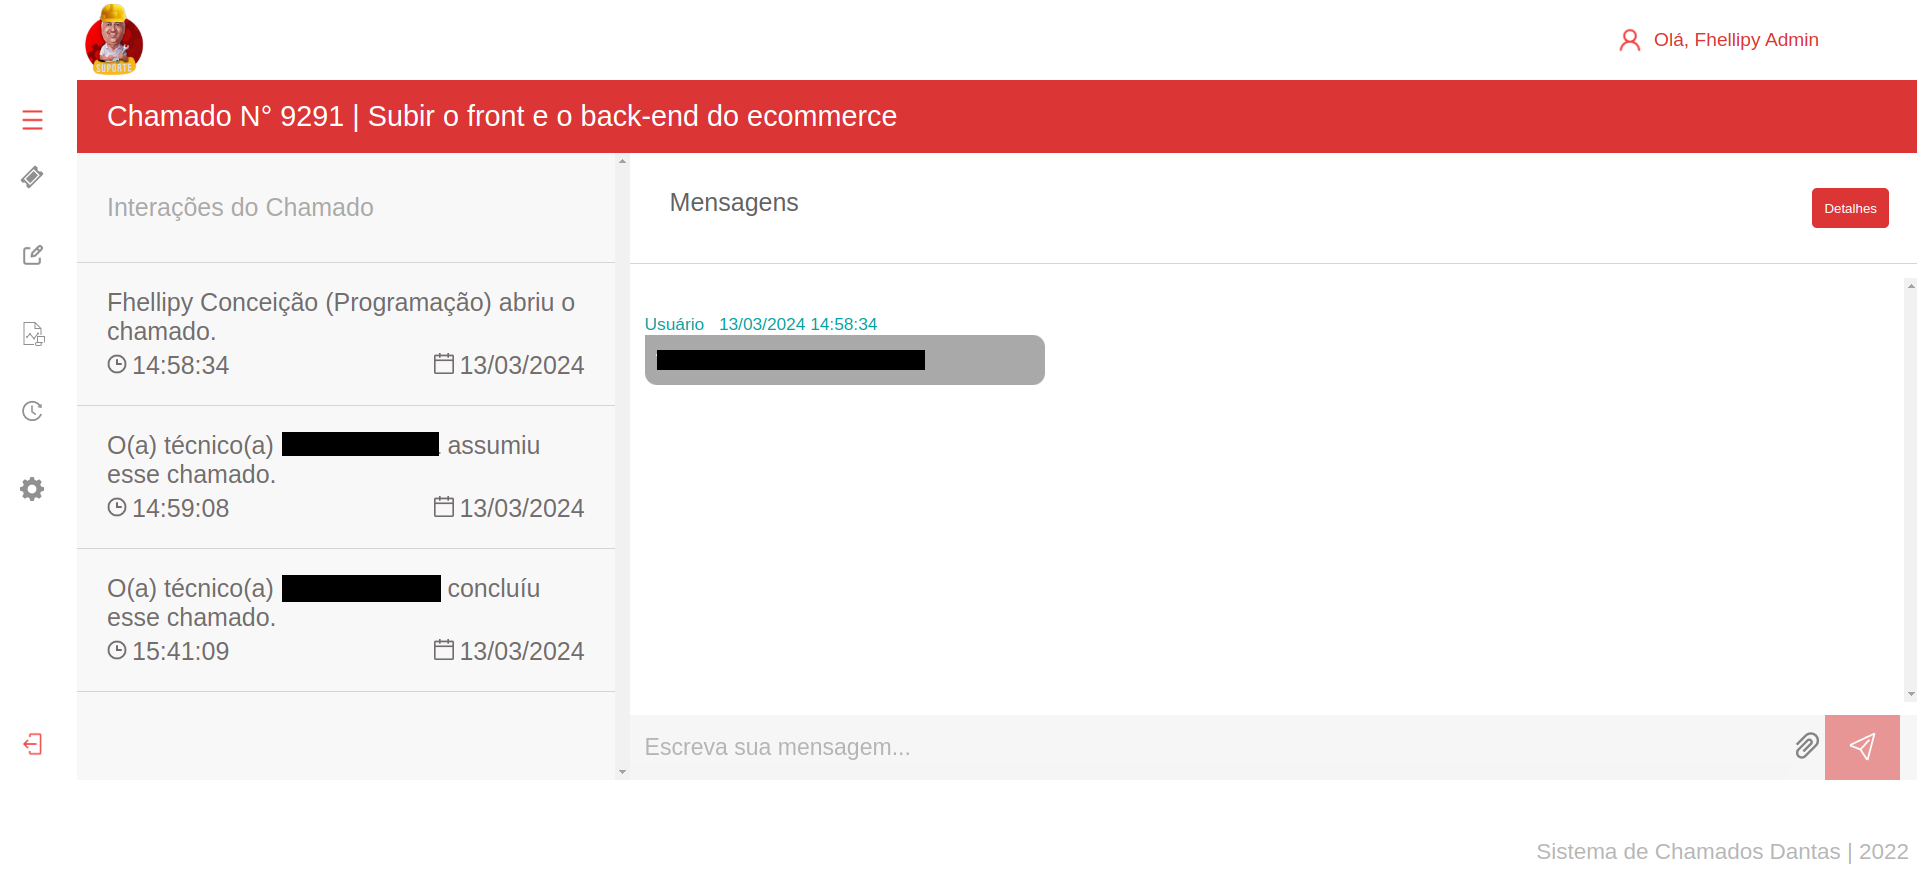 SUPORTE
Olá, Fhellipy Admin
Chamado N° 9291 | Subir o front e o back-end do ecommerce
Interações do Chamado
Fhellipy Conceição (Programação) abriu o
chamado.
14:58:34 13/03/2024
O(a) técnico(a) assumiu
esse chamado.
14:59:08 13/03/2024
O(a) técnico(a) concluíu
esse chamado.
15:41:09 13/03/2024
Mensagens
Detalhes
Usuário 13/03/2024 14:58:34
Escreva sua mensagem...
Sistema de Chamados Dantas | 2022